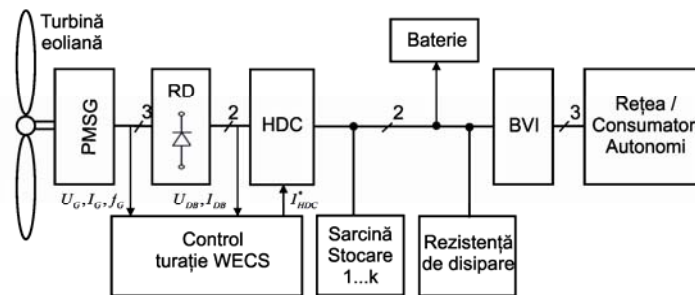 Turbină
eoliană
PMSG
3
RD
2
HDC
2
Baterie
BVI
3
Rețea /
Consumator
Autonomi
U_G, I_G, f_G
U_DB, I_DB
I*_HDC
Control
turație WECS
Sarcină
Stocare
1...k
Rezistență
de disipare